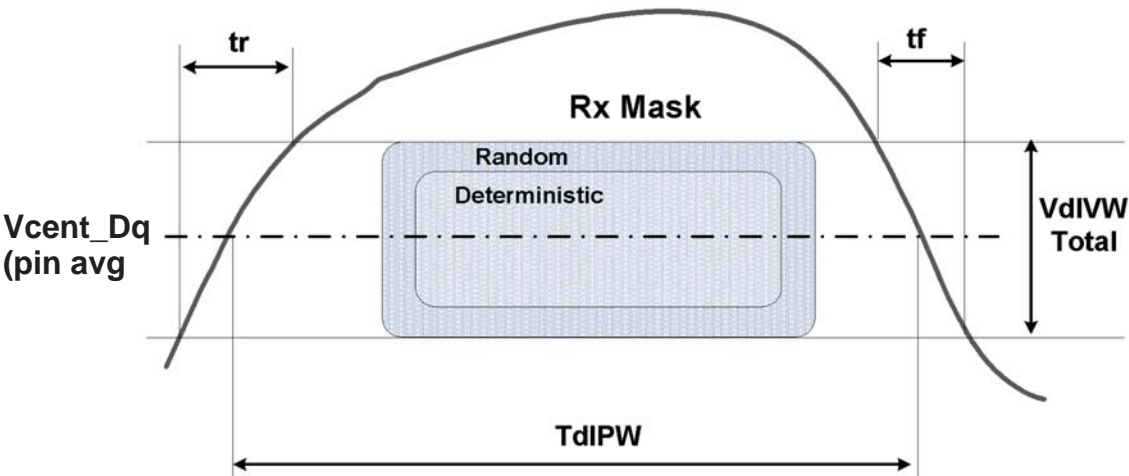 tr
tf
Rx Mask
Random
Deterministic
Vcent_Dq
(pin avg
VdIVW
Total
TdIPW